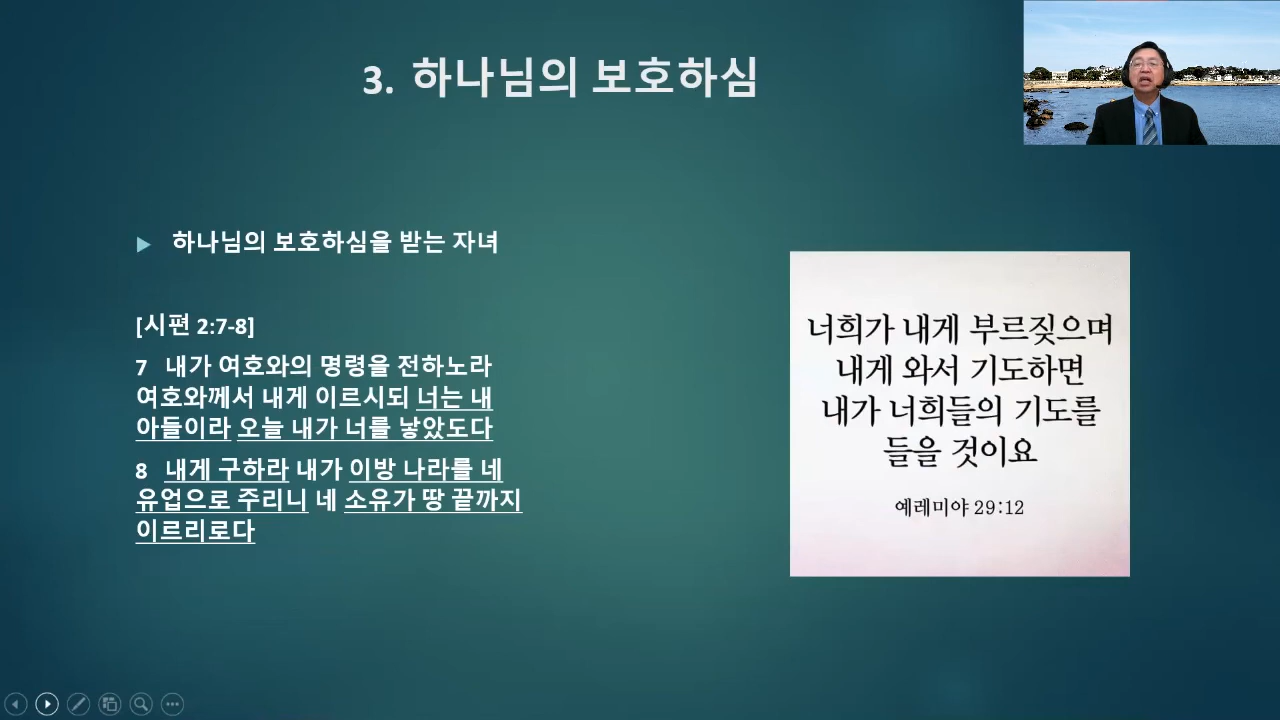 3. 하나님의 보호하심
하나님의 보호하심을 받는 자녀
[시편 2:7-8]
7 내가 여호와의 명령을 전하노라
여호와께서 내게 이르시되 너는 내
아들이라 오늘 내가 너를 낳았도다
8 내게 구하라 내가 이방 나라를 네
유업으로 주리니 네 소유가 땅 끝까지
이르리로다
너희가 내게 부르짖으며
내게 와서 기도하면
내가 너희들의 기도를
들을 것이요
예레미야 29:12